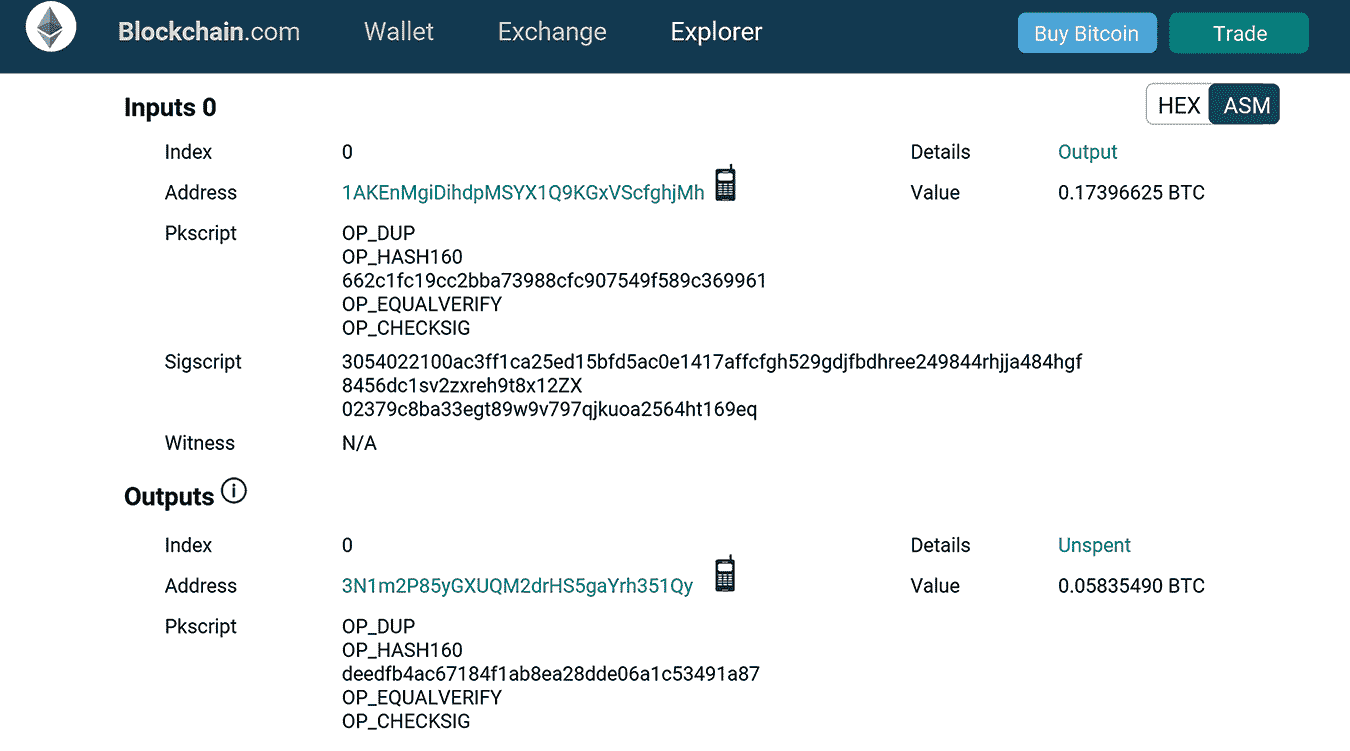 Blockchain.com Wallet Exchange Explorer Buy Bitcoin Trade
Inputs 0 HEX ASM
Index 0 Details Output
Address 1AKEnMgiDihdpMSYX1Q9KGxVScfghjMh Value 0.17396625 BTC
Pkscript OP_DUP
OP_HASH160
662c1fc19cc2bba73988cfc907549f589c369961
OP_EQUALVERIFY
OP_CHECKSIG
Sigscript 3054022100ac3ff1ca25ed15bfd5ac0e1417affcfgh529gdjfbdhree249844rhjja484hgf
8456dc1sv2zxreh9t8x12ZX
02379c8ba33egt89w9v797qjkuoa2564ht169eq
Witness N/A
Outputs i
Index 0 Details Unspent
Address 3N1m2P85yGXUQM2drHS5gaYrh351Qy Value 0.05835490 BTC
Pkscript OP_DUP
OP_HASH160
deedfb4ac67184f1ab8ea28dde06a1c53491a87
OP_EQUALVERIFY
OP_CHECKSIG